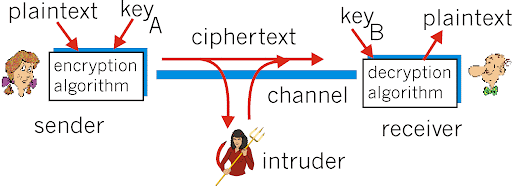 plaintext
key
A
encryption
algorithm
sender
ciphertext
channel
intruder
key
B
plaintext
decryption
algorithm
receiver